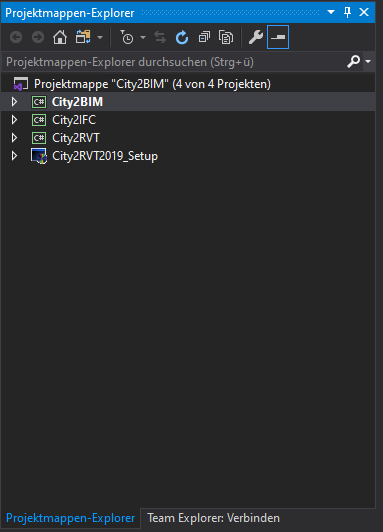 Projektmappen-Explorer
Projektmappen-Explorer durchsuchen (Strg+ü)
Projektmappe "City2BIM" (4 von 4 Projekten)
C# City2BIM
C# City2IFC
C# City2RVT
City2RVT2019_Setup
Projektmappen-Explorer Team Explorer: Verbinden